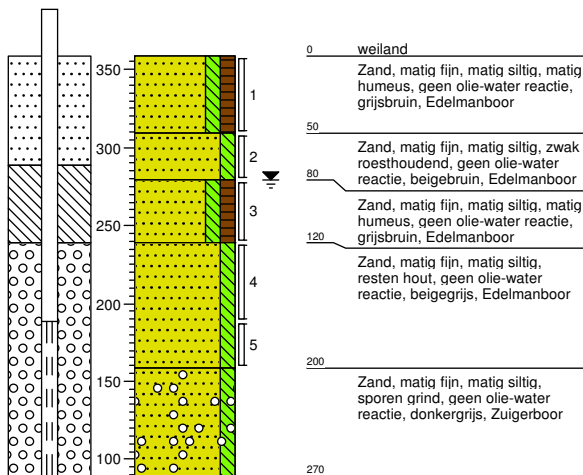 350
300
250
200
150
100
1
2
3
4
5
0 weiland
Zand, matig fijn, matig siltig, matig
humeus, geen olie-water reactie,
grijsbruin, Edelmanboor
50
Zand, matig fijn, matig siltig, zwak
roesthoudend, geen olie-water
reactie, beigebruin, Edelmanboor
80
Zand, matig fijn, matig siltig, matig
humeus, geen olie-water reactie,
grijsbruin, Edelmanboor
120
Zand, matig fijn, matig siltig,
resten hout, geen olie-water
reactie, beigegrijs, Edelmanboor
200
Zand, matig fijn, matig siltig,
sporen grind, geen olie-water
reactie, donkergrijs, Zuigerboor
270